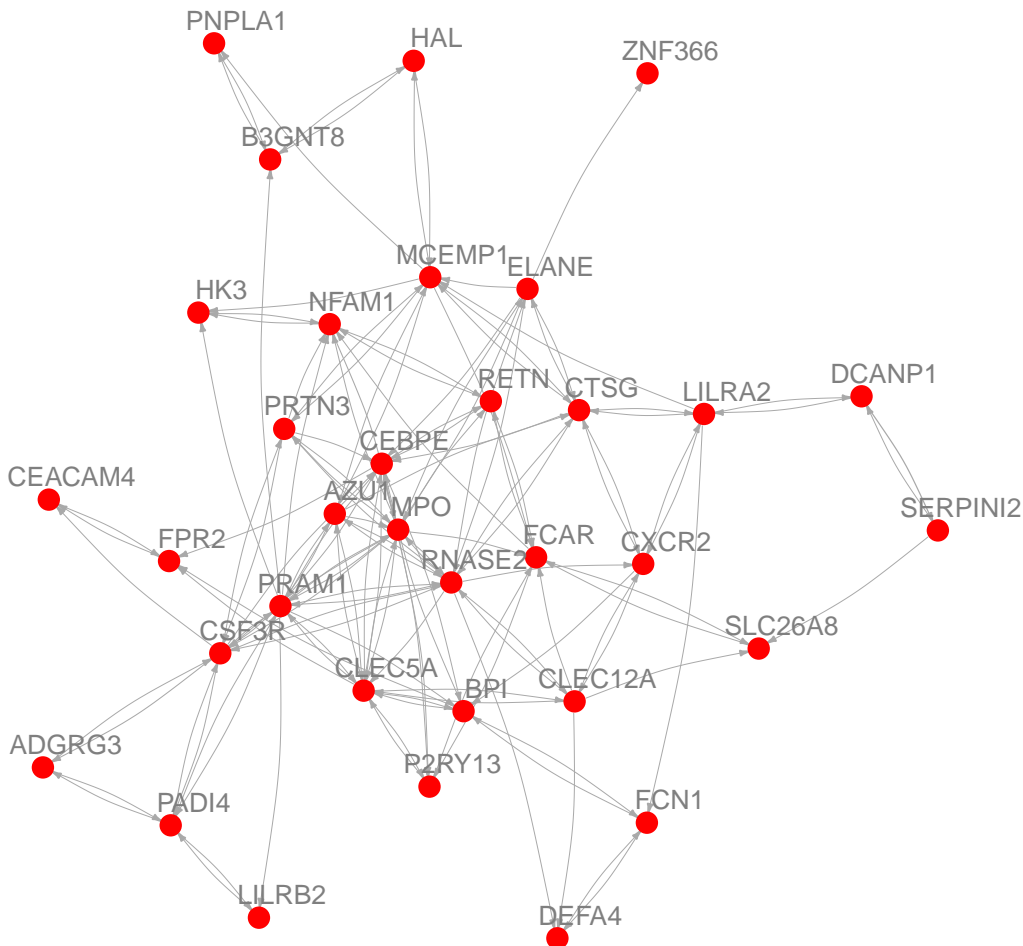 PNPLA1
HAL
ZNF366
B3GNT8
MCEMP1
ELANE
HK3
NFAM1
RETN
CTSG
LILRA2
DCANP1
PRTN3
CEBPE
CEACAM4
AZU1
MPO
SERPINI2
FPR2
RNASE2
FCAR
CXCR2
PRAM1
CSF3R
SLC26A8
CLEC5A
BPI
CLEC12A
ADGRG3
P2RY13
PADI4
FCN1
LILRB2
DEFA4